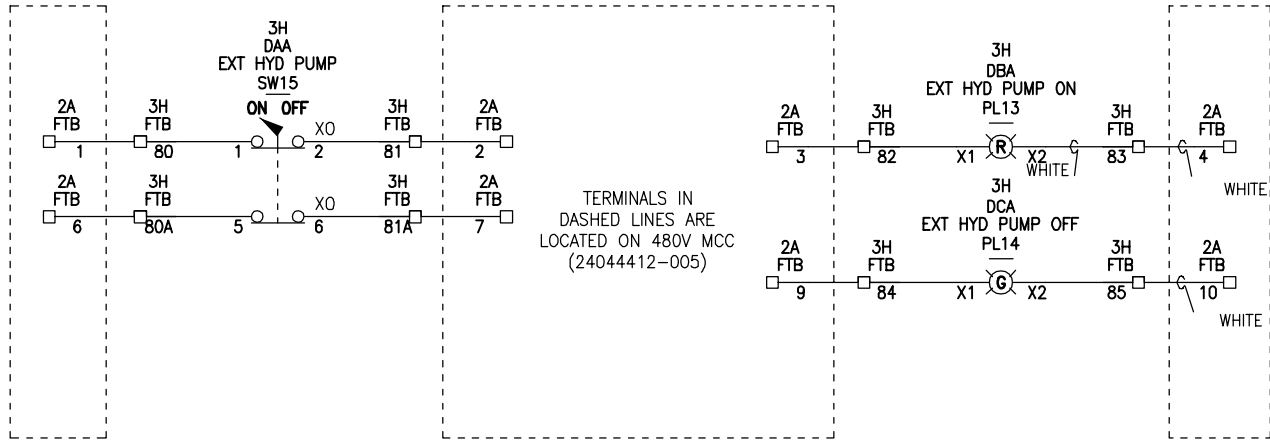 3H
DAA
EXT HYD PUMP
SW15
ON OFF
2A
FTB
1
3H
FTB
80
1
XO
2
3H
FTB
81
2A
FTB
2
2A
FTB
6
3H
FTB
80A
5
XO
6
3H
FTB
81A
2A
FTB
7
TERMINALS IN
DASHED LINES ARE
LOCATED ON 480V MCC
(24044412-005)
3H
DBA
EXT HYD PUMP ON
PL13
2A
FTB
3
3H
FTB
82
X1
R
X2
WHITE
3H
FTB
83
2A
FTB
4
WHITE
3H
DCA
EXT HYD PUMP OFF
PL14
2A
FTB
9
3H
FTB
84
X1
G
X2
3H
FTB
85
2A
FTB
10
WHITE